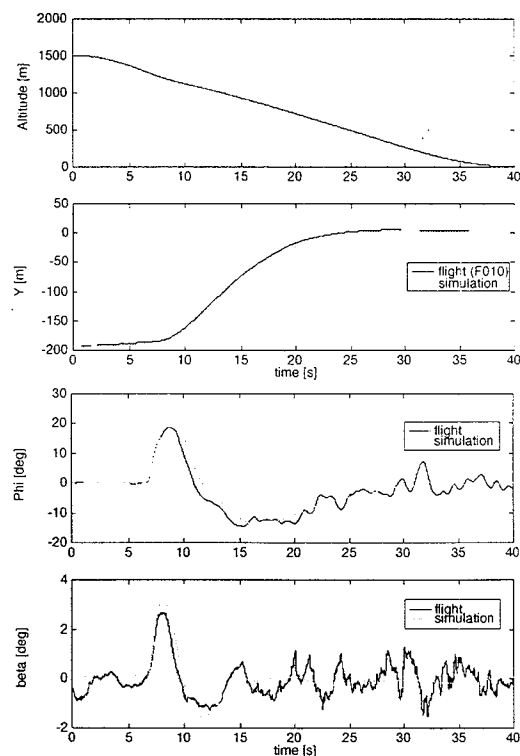 2000
1500
1000
500
0
Altitude [m]
0 5 10 15 20 25 30 35 40
50
0
-50
-100
-150
-200
Y [m]
flight (F010)
simulation
0 5 10 15 20 25 30 35 40
time [s]
30
20
10
0
-10
-20
Phi [deg]
flight
simulation
0 5 10 15 20 25 30 35 40
4
2
0
-2
beta [deg]
flight
simulation
0 5 10 15 20 25 30 35 40
time [s]